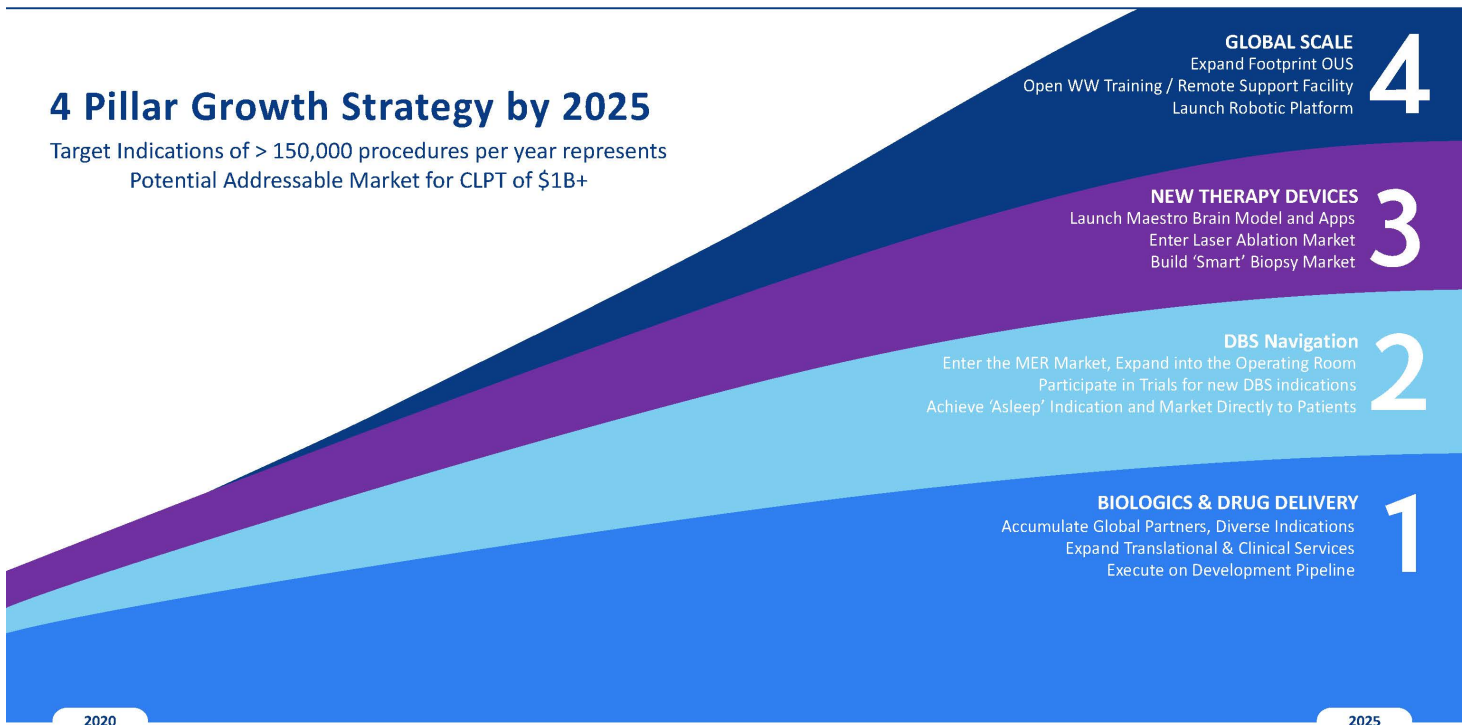 4 Pillar Growth Strategy by 2025
Target Indications of > 150,000 procedures per year represents
Potential Addressable Market for CLPT of $1B+
GLOBAL SCALE
Expand Footprint OUS
Open WW Training / Remote Support Facility
Launch Robotic Platform
4
NEW THERAPY DEVICES
Launch Maestro Brain Model and Apps
Enter Laser Ablation Market
Build ‘Smart’ Biopsy Market
3
DBS Navigation
Enter the MER Market, Expand into the Operating Room
Participate in Trials for new DBS indications
Achieve ‘Asleep’ Indication and Market Directly to Patients
2
BIOLOGICS & DRUG DELIVERY
Accumulate Global Partners, Diverse Indications
Expand Translational & Clinical Services
Execute on Development Pipeline
1
2020
2025